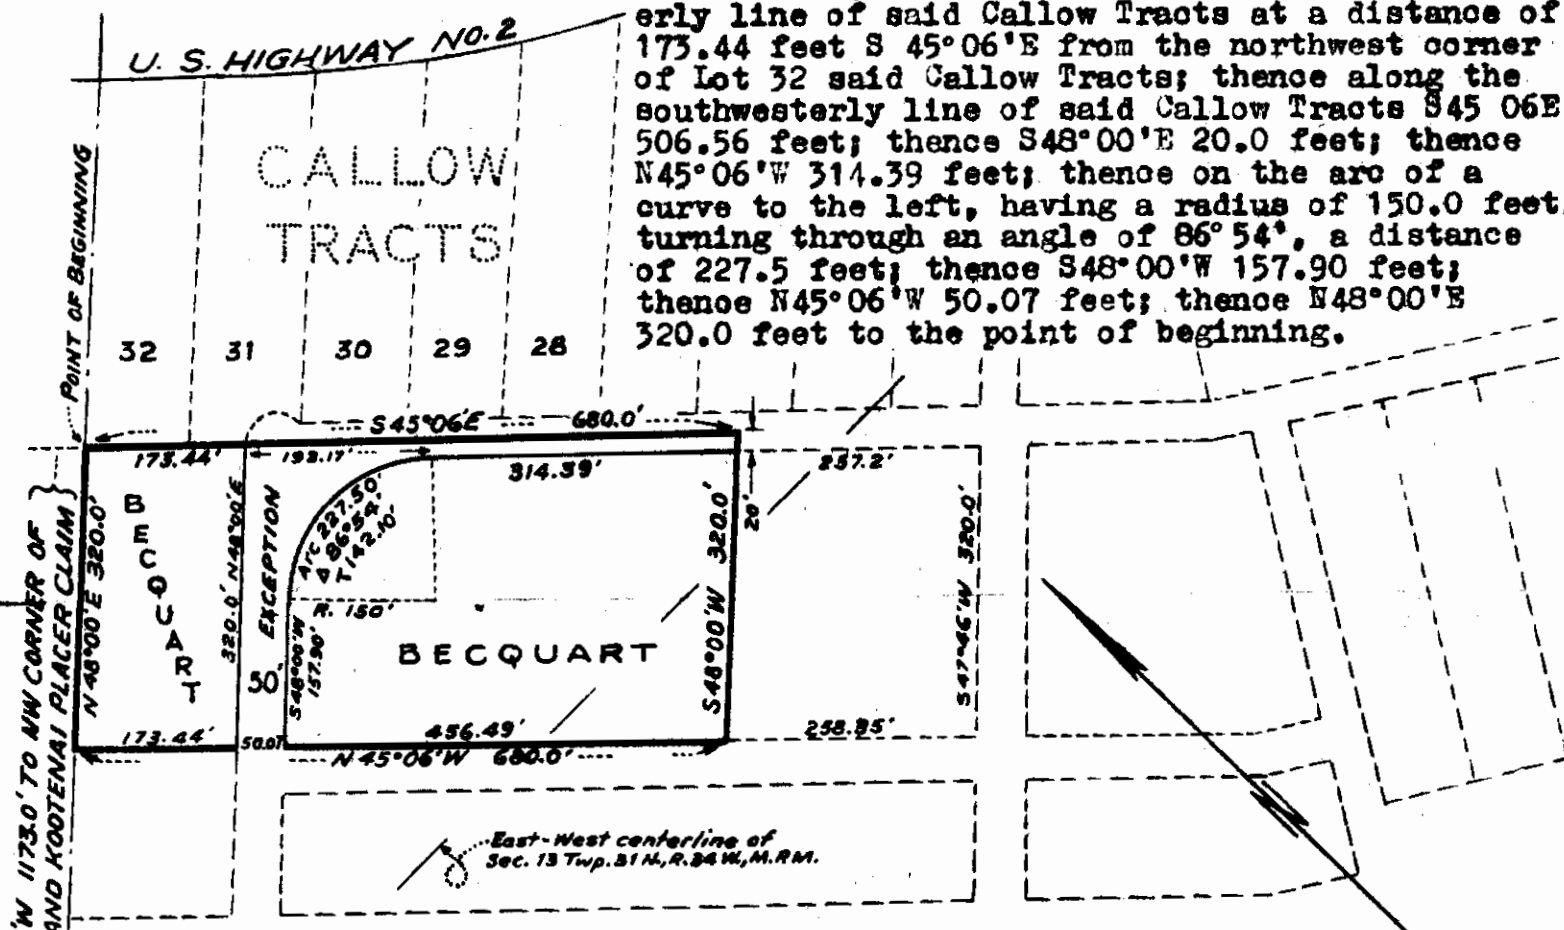 erly line of said Callow Tracts at a distance of
173.44 feet S 45°06'E from the northwest corner
of Lot 32 said Callow Tracts; thence along the
southwesterly line of said Callow Tracts S45 06E
506.56 feet; thence S48°00'E 20.0 feet; thence
N45°06'W 314.39 feet; thence on the arc of a
curve to the left, having a radius of 150.0 feet
turning through an angle of 86°54', a distance
of 227.5 feet; thence S48°00'W 157.90 feet;
thence N45°06'W 50.07 feet; thence N48°00'E
320.0 feet to the point of beginning.
U. S. HIGHWAY NO. 2
CALLOW
TRACTS
POINT OF BEGINNING
32 31 30 29 28
S 45°06'E 680.0'
173.44' 192.17' 314.39' 257.2'
20'
N 48°00'E 320.0'
BECQUART
320.0' N 48°00'E
EXCEPTION
Arc 227.50'
Δ 86°54'
T 142.10'
R. 150'
S48°00'W
157.90'
50'
BECQUART
S48°00'W 320.0'
S47°46'W 320.0'
173.44' 50.07' 456.49' 258.85'
N 45°06'W 680.0'
'W 1173.0' TO NW CORNER OF
AND KOOTENAI PLACER CLAIM
East-West centerline of
Sec. 13 Twp. 31 N., R. 34 W., M.P.M.